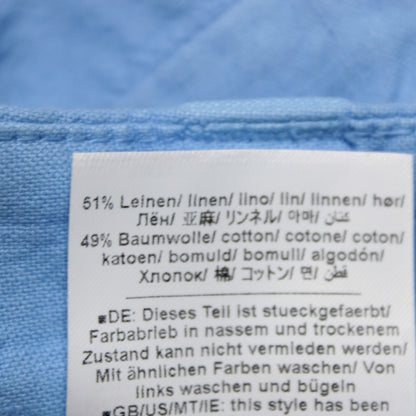 51% Leinen/ linen/ lino/ lin/ linnen/ hør/
Лён/ 亚麻/ リンネル/ 아마/ كتان/
49% Baumwolle/ cotton/ cotone/ coton/
katoen/ bomuld/ bomull/ algodón/
Хлопок/ 棉/ コットン/ 면/ قطن/
■DE: Dieses Teil ist stueckgefaerbt/
Farbabrieb in nassem und trockenem
Zustand kann nicht vermieden werden/
Mit ähnlichen Farben waschen/ Von
links waschen und bügeln
■GB/US/MT/IE: this style has been